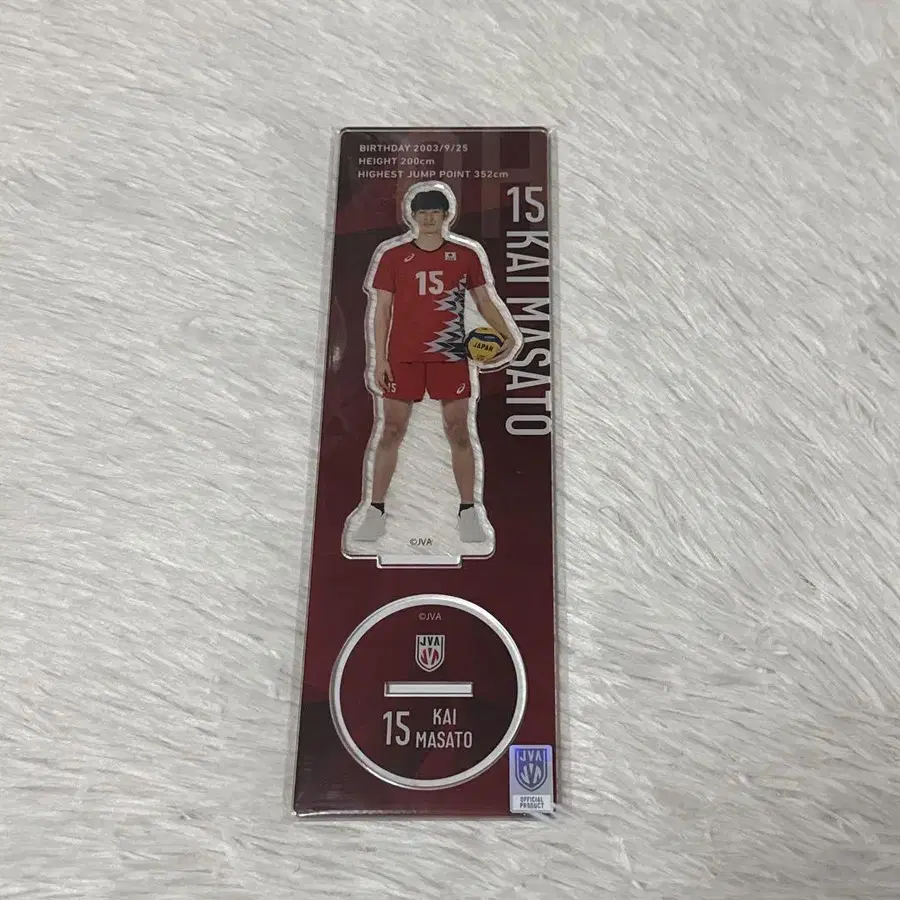 BIRTHDAY 2003/9/25
HEIGHT 200cm
HIGHEST JUMP POINT 352cm
15 KAI MASATO
15
JAPAN
15
©JVA
©JVA
JVA
15 KAI
MASATO
JVA
OFFICIAL
PRODUCT